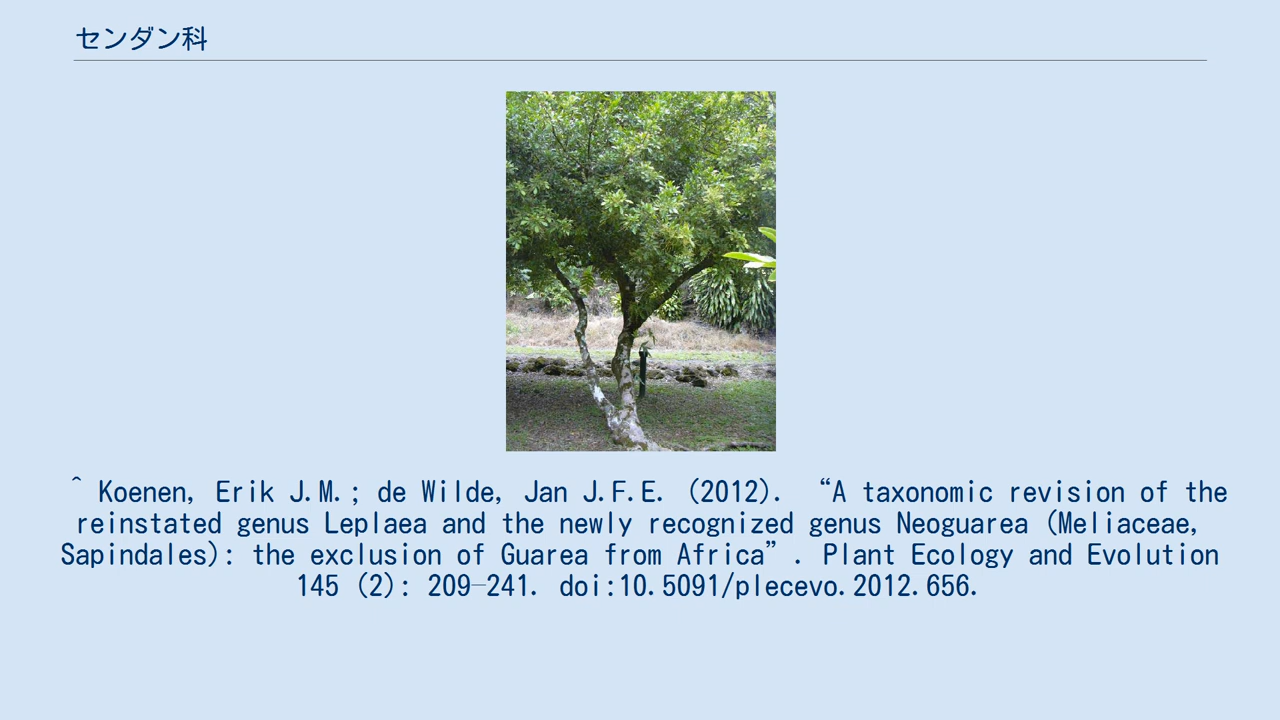 センダン科
^ Koenen, Erik J.M.; de Wilde, Jan J.F.E. (2012). “A taxonomic revision of the
reinstated genus Leplaea and the newly recognized genus Neoguarea (Meliaceae,
Sapindales): the exclusion of Guarea from Africa”. Plant Ecology and Evolution
145 (2): 209–241. doi:10.5091/plecevo.2012.656.